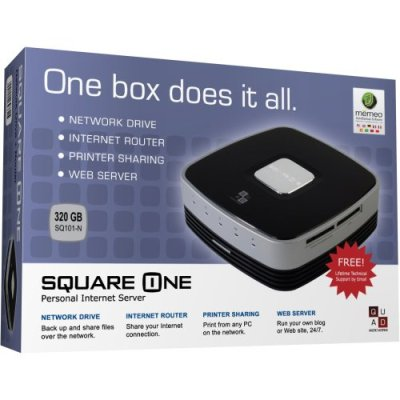 One box does it all.
• NETWORK DRIVE
• INTERNET ROUTER
• PRINTER SHARING
• WEB SERVER
memeo
320 GB
SQ101-N
SQUARE ONE
Personal Internet Server
FREE!
Lifetime Technical
Support by Email
NETWORK DRIVE
Back up and share files
over the network.
INTERNET ROUTER
Share your Internet
connection.
PRINTER SHARING
Print from any PC
on the network.
WEB SERVER
Run your own blog
or Web site, 24/7.
QUAD
SQUARE ONE